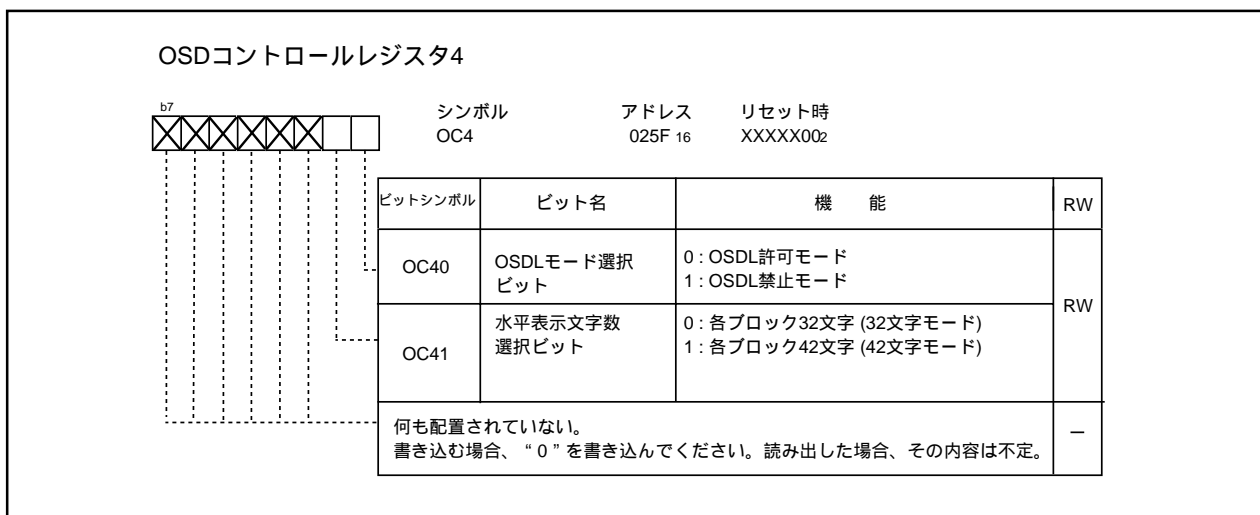 OSDコントロールレジスタ4
b7
シンボル アドレス リセット時
OC4 025F 16 XXXXX002
ビットシンボル ビット名 機 能 RW
OC40 OSDLモード選択 ビット 0 : OSDL許可モード
1 : OSDL禁止モード
RW
OC41 水平表示文字数 選択ビット 0 : 各ブロック32文字 (32文字モード)
1 : 各ブロック42文字 (42文字モード)
何も配置されていない。
書き込む場合、“ 0 ” を書き込んでください。読み出した場合、その内容は不定。
ー